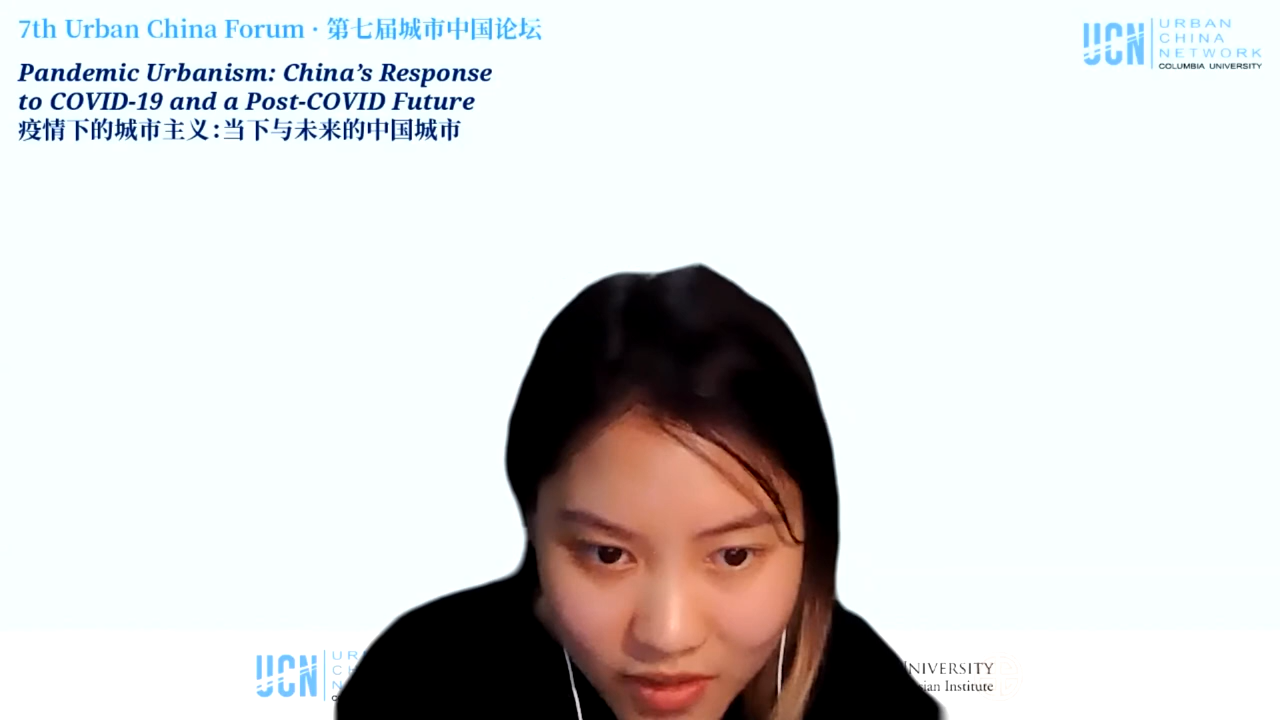 7th Urban China Forum · 第七届城市中国论坛
Pandemic Urbanism: China's Response
to COVID-19 and a Post-COVID Future
疫情下的城市主义:当下与未来的中国城市
UCN
URBAN
CHINA
NETWORK
COLUMBIA UNIVERSITY
UCN
Institute